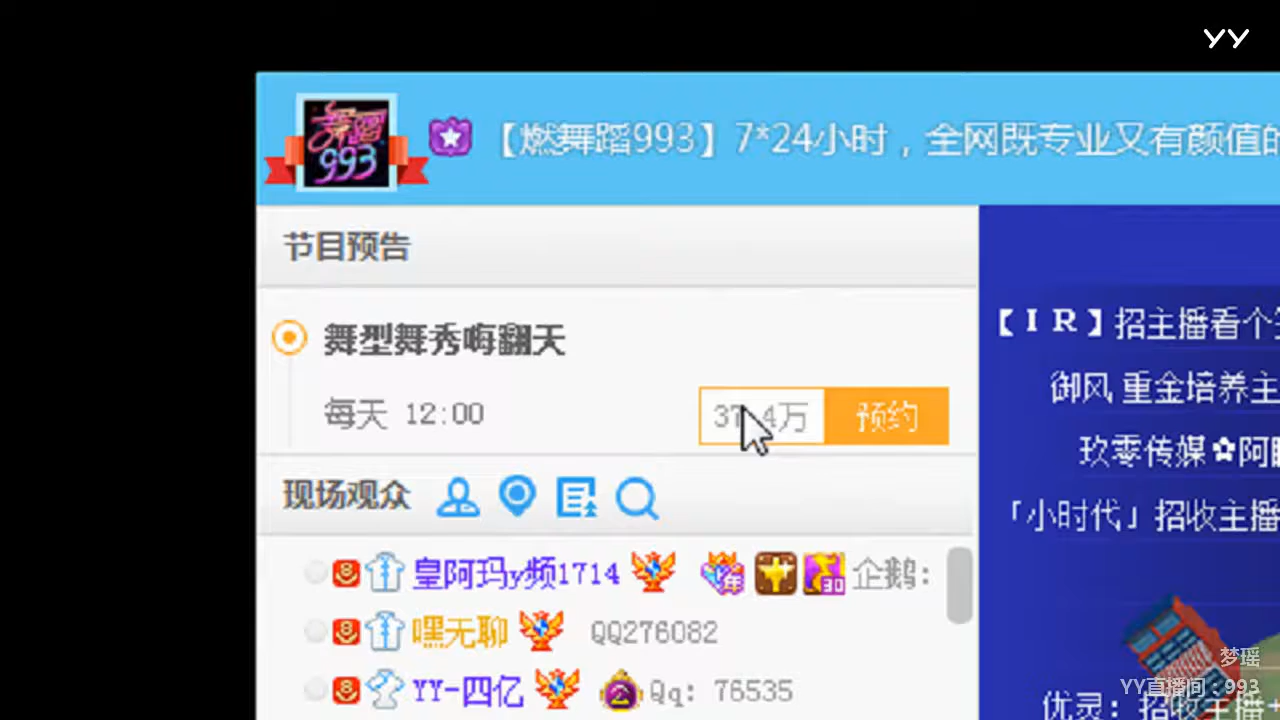 YY
舞蹈
993
【燃舞蹈993】7*24小时，全网既专业又有颜值的
节目预告
舞型舞秀嗨翻天
每天 12:00
预约
现场观众
皇阿玛y频1714 年 30 企鹅:
嘿无聊 QQ276082
YY-四亿 2 Qq: 76535
【IR】招主播看个
御风 重金培养主
玖零传媒✿阿
「小时代」招收主播
优灵: 招收主播+
梦瑶
YY直播间:993